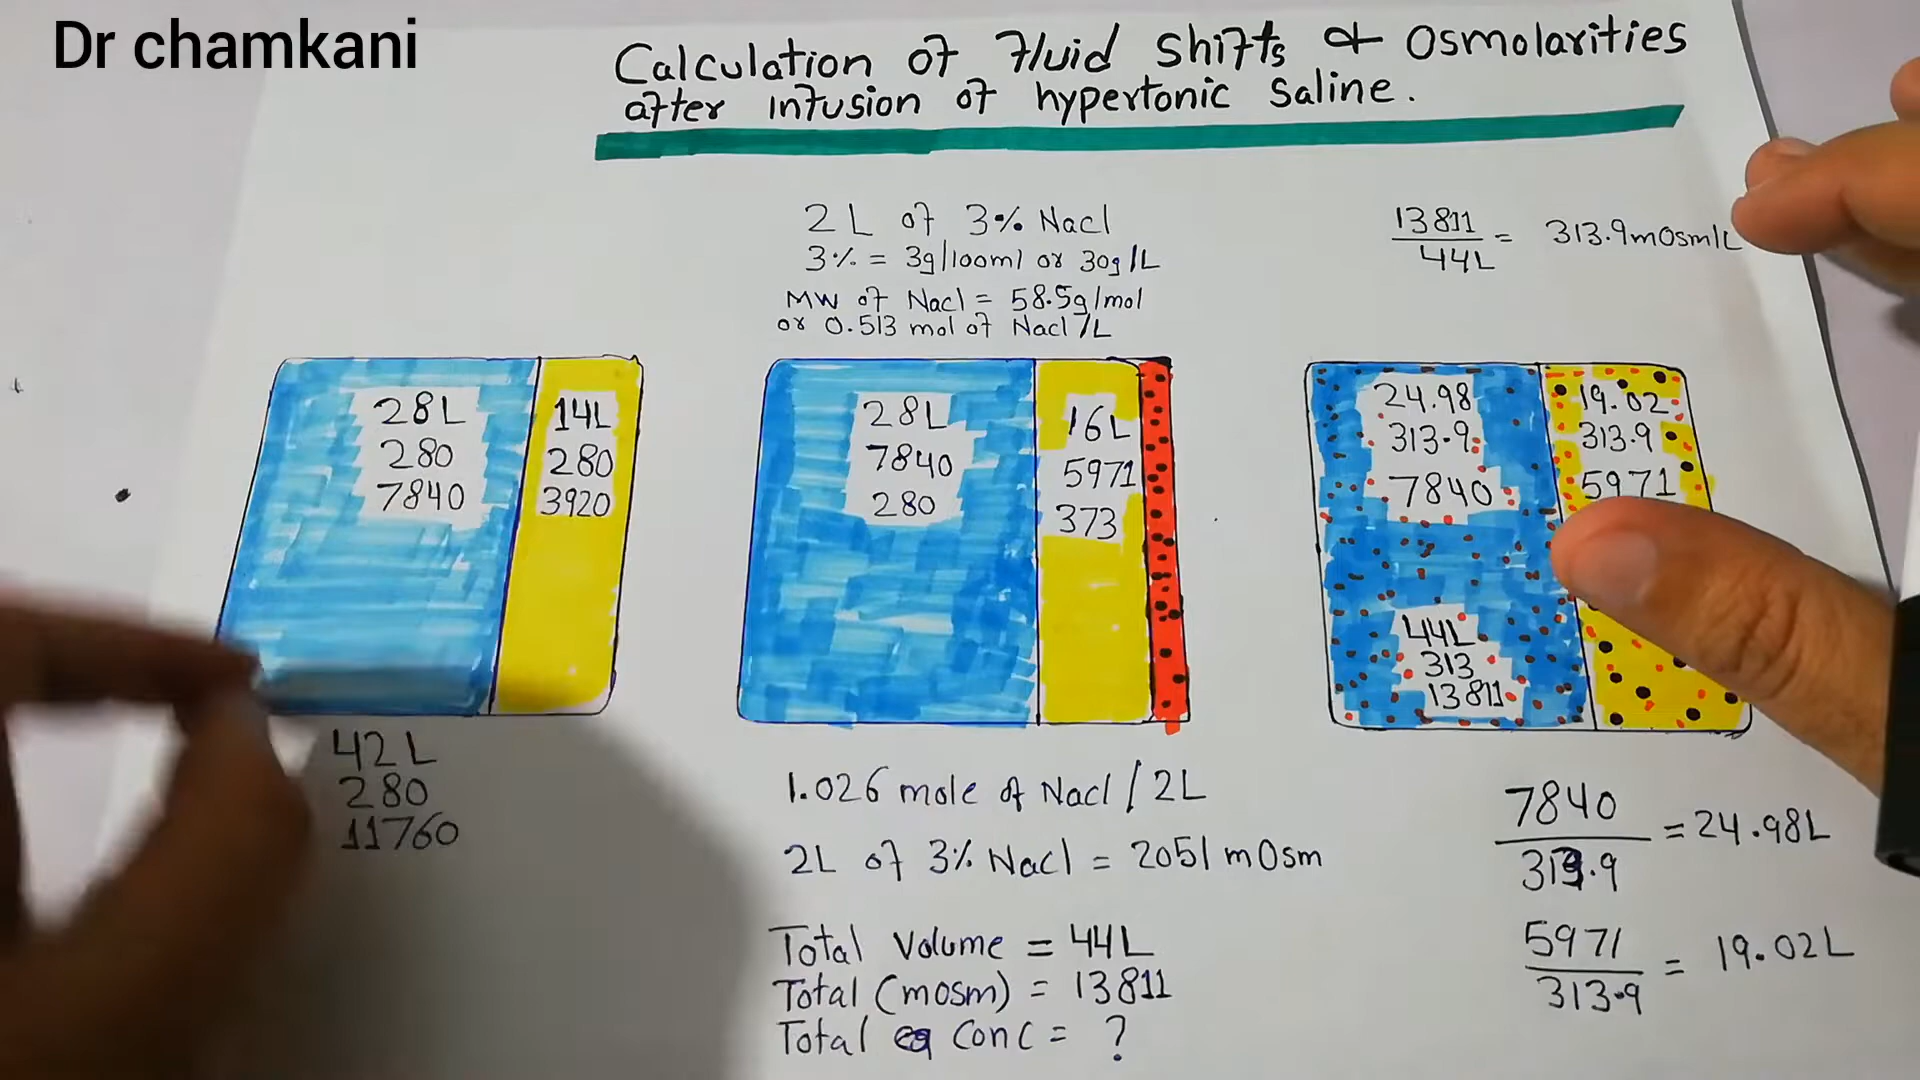 Dr chamkani
Calculation of Fluid Shifts & Osmolarities
after infusion of hypertonic Saline.
2 L of 3% Nacl
3% = 3g/100ml or 30g/L
MW of Nacl = 58.5g/mol
or 0.513 mol of Nacl/L
13811
44L
= 313.9mOsm/L
28L
280
7840
14L
280
3920
42 L
280
11760
28L
7840
280
16L
5971
373
1.026 mole of Nacl / 2L
2L of 3% Nacl = 2051 mOsm
Total Volume = 44L
Total (mosm) = 13811
Total eq Conc = ?
24.98
313.9
7840
19.02
313.9
5971
44L
313
13811
7840
313.9
= 24.98L
5971
313.9
= 19.02L